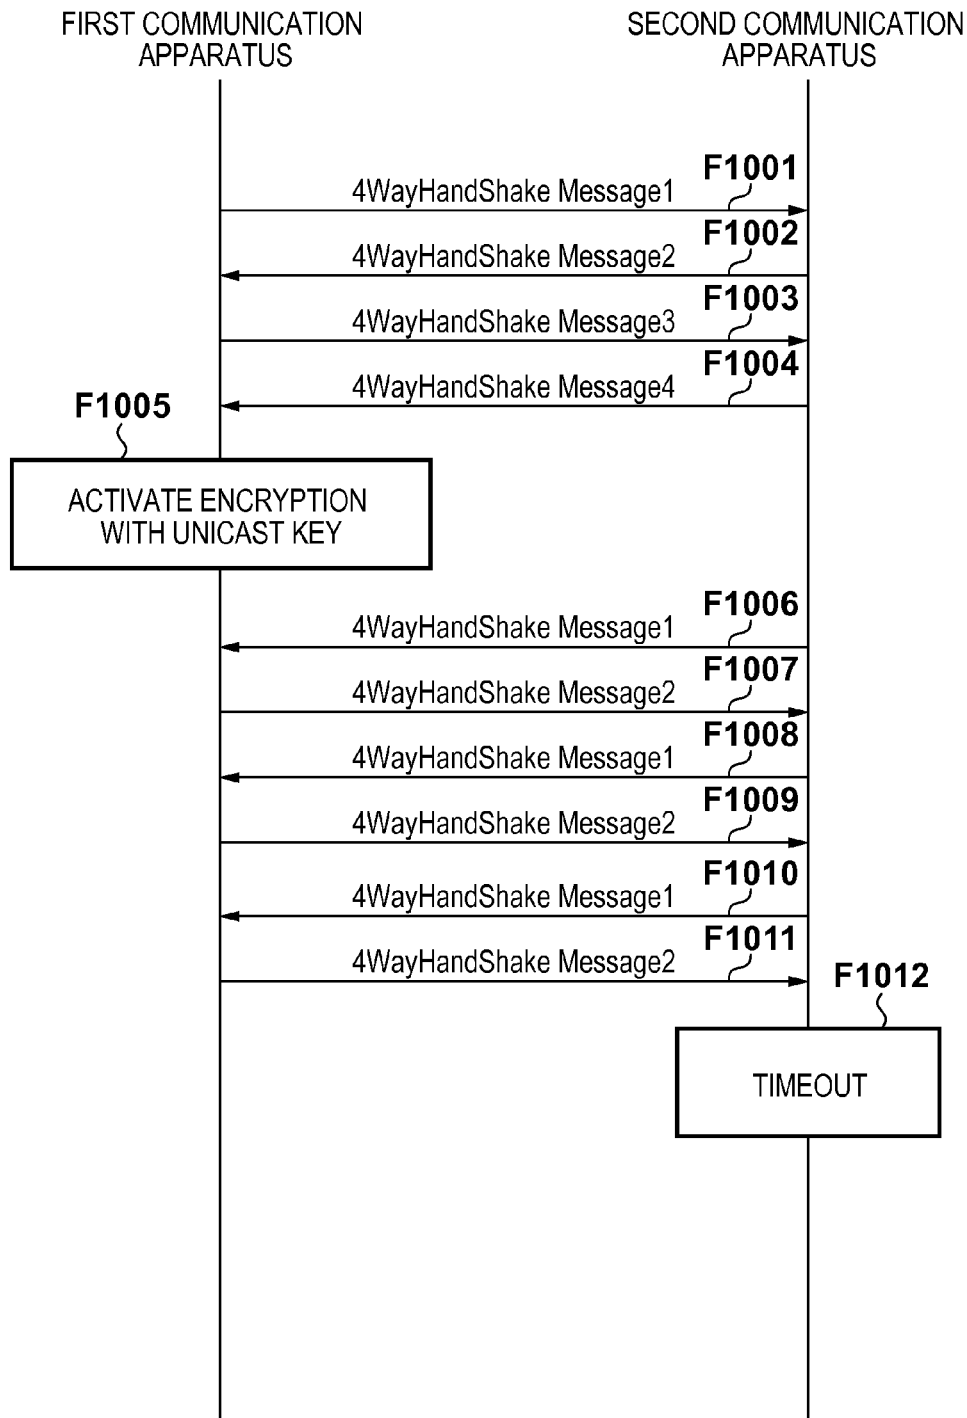 FIRST COMMUNICATION
APPARATUS
SECOND COMMUNICATION
APPARATUS
F1001
4WayHandShake Message1
F1002
4WayHandShake Message2
F1003
4WayHandShake Message3
F1004
4WayHandShake Message4
F1005
ACTIVATE ENCRYPTION
WITH UNICAST KEY
F1006
4WayHandShake Message1
F1007
4WayHandShake Message2
F1008
4WayHandShake Message1
F1009
4WayHandShake Message2
F1010
4WayHandShake Message1
F1011
4WayHandShake Message2
F1012
TIMEOUT